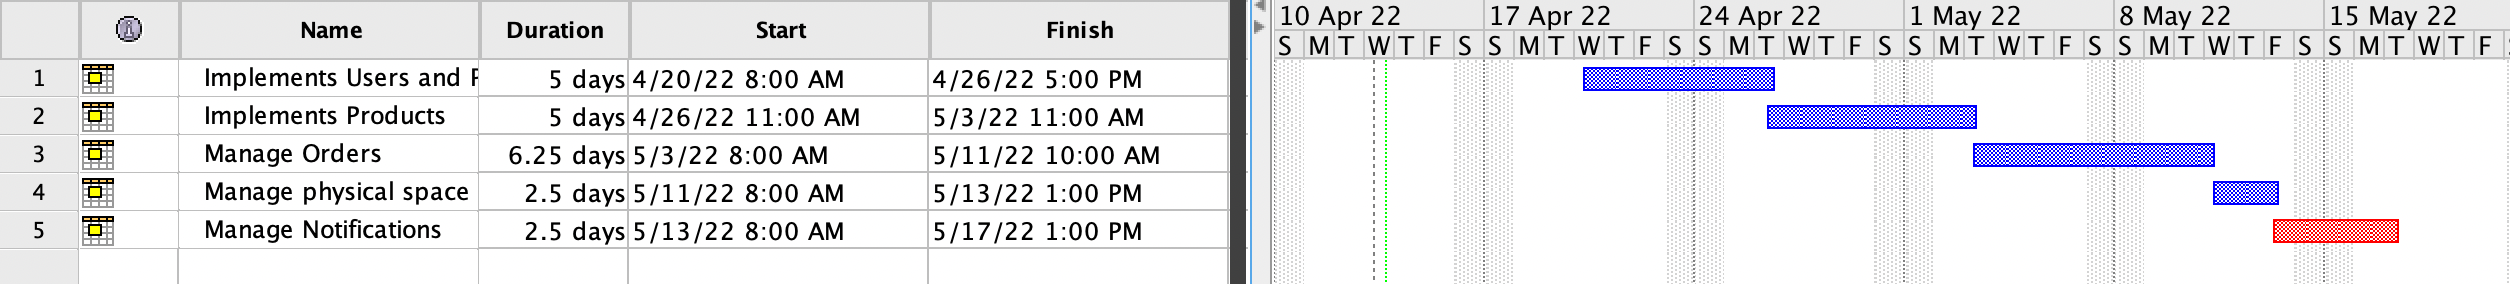 Name Duration Start Finish
10 Apr 22 17 Apr 22 24 Apr 22 1 May 22 8 May 22 15 May 22
S M T W T F S S M T W T F S S M T W T F S S M T W T F S S M T W T F S S M T W T F
1 Implements Users and 5 days 4/20/22 8:00 AM 4/26/22 5:00 PM
2 Implements Products 5 days 4/26/22 11:00 AM 5/3/22 11:00 AM
3 Manage Orders 6.25 days 5/3/22 8:00 AM 5/11/22 10:00 AM
4 Manage physical space 2.5 days 5/11/22 8:00 AM 5/13/22 1:00 PM
5 Manage Notifications 2.5 days 5/13/22 8:00 AM 5/17/22 1:00 PM